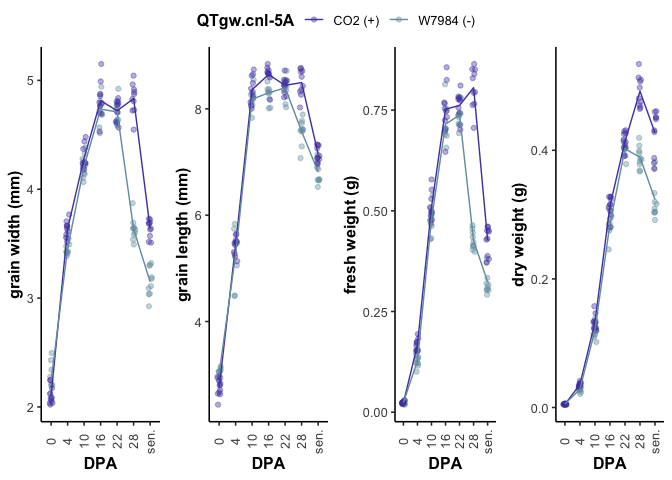 QTgw.cnl-5A CO2 (+) W7984 (-)
grain width (mm)
5
4
3
2
0 4 10 16 22 28 sen.
DPA
grain length (mm)
8
6
4
0 4 10 16 22 28 sen.
DPA
fresh weight (g)
0.75
0.50
0.25
0.00
0 4 10 16 22 28 sen.
DPA
dry weight (g)
0.4
0.2
0.0
0 4 10 16 22 28 sen.
DPA